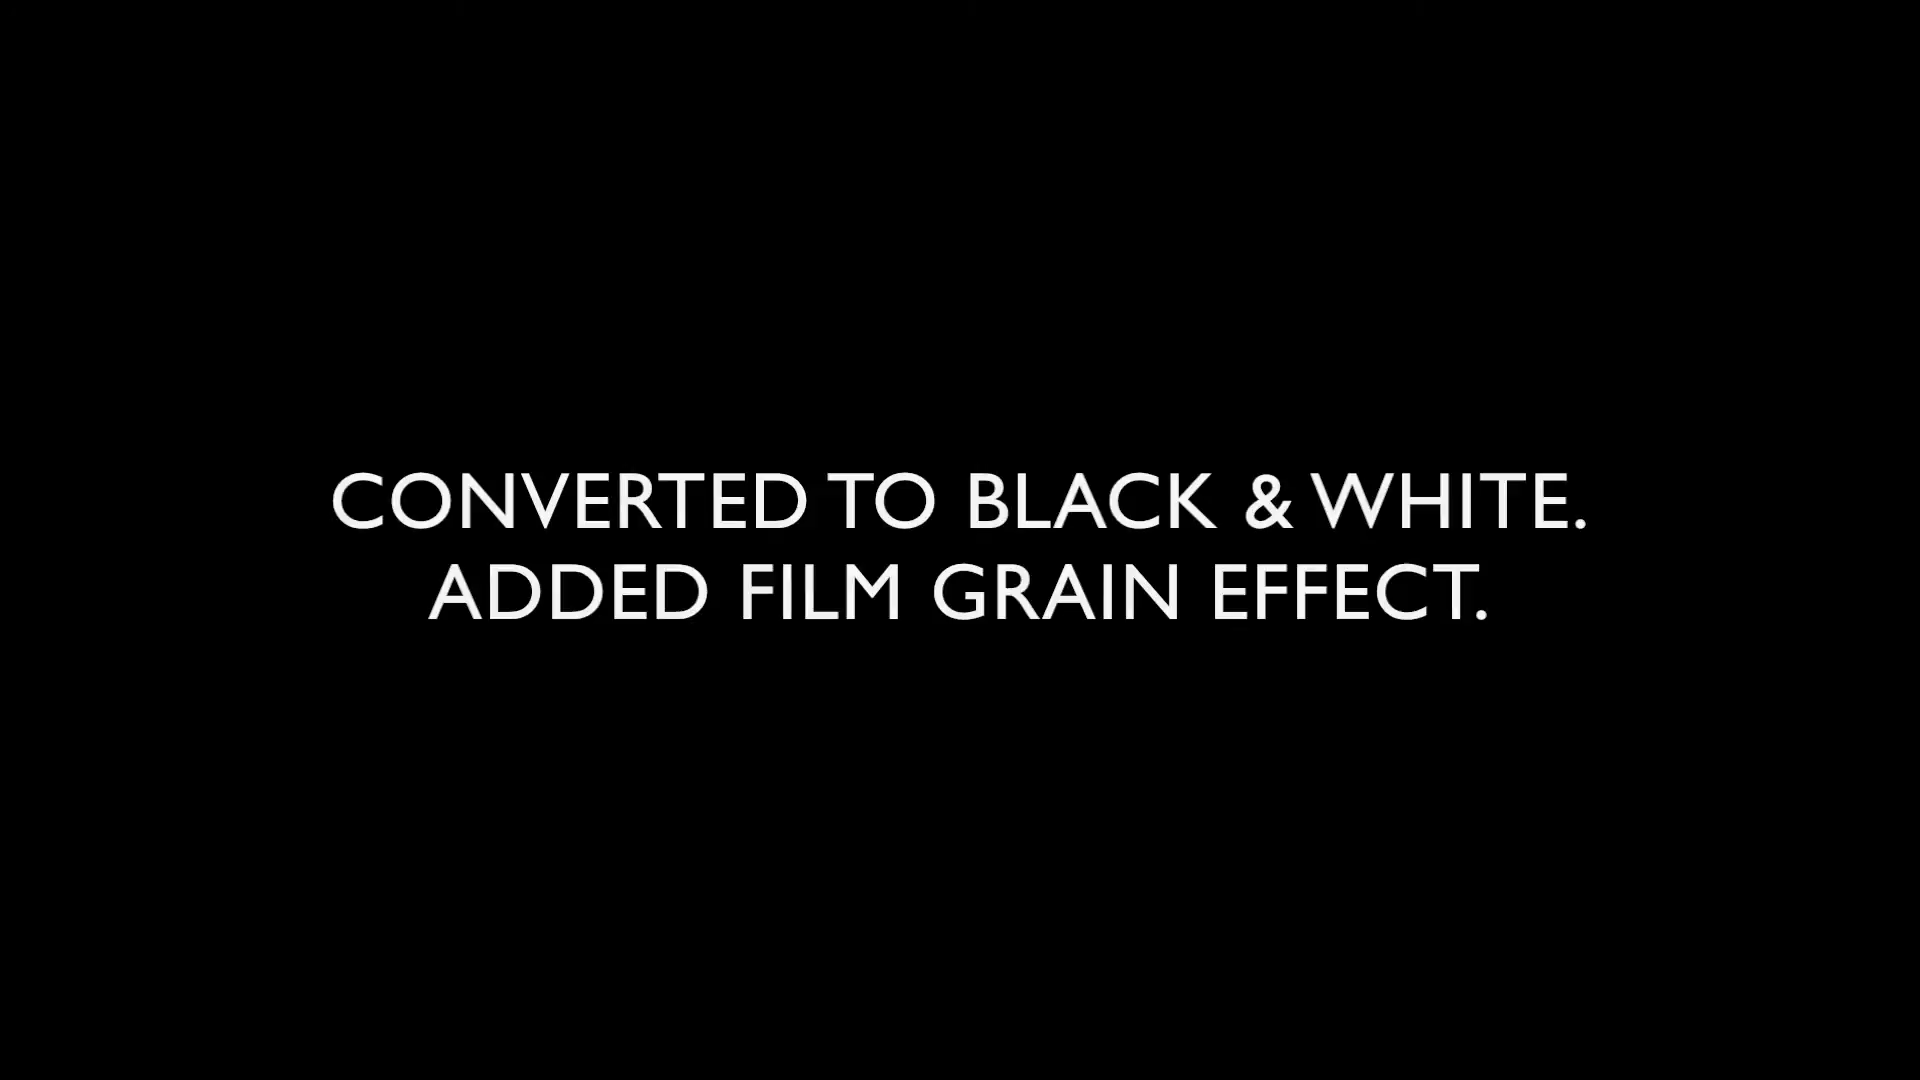 CONVERTED TO BLACK & WHITE.
ADDED FILM GRAIN EFFECT.